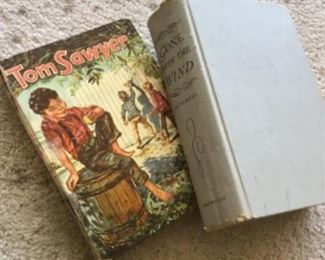 Tom Sawyer
GONE
WITH THE
WIND